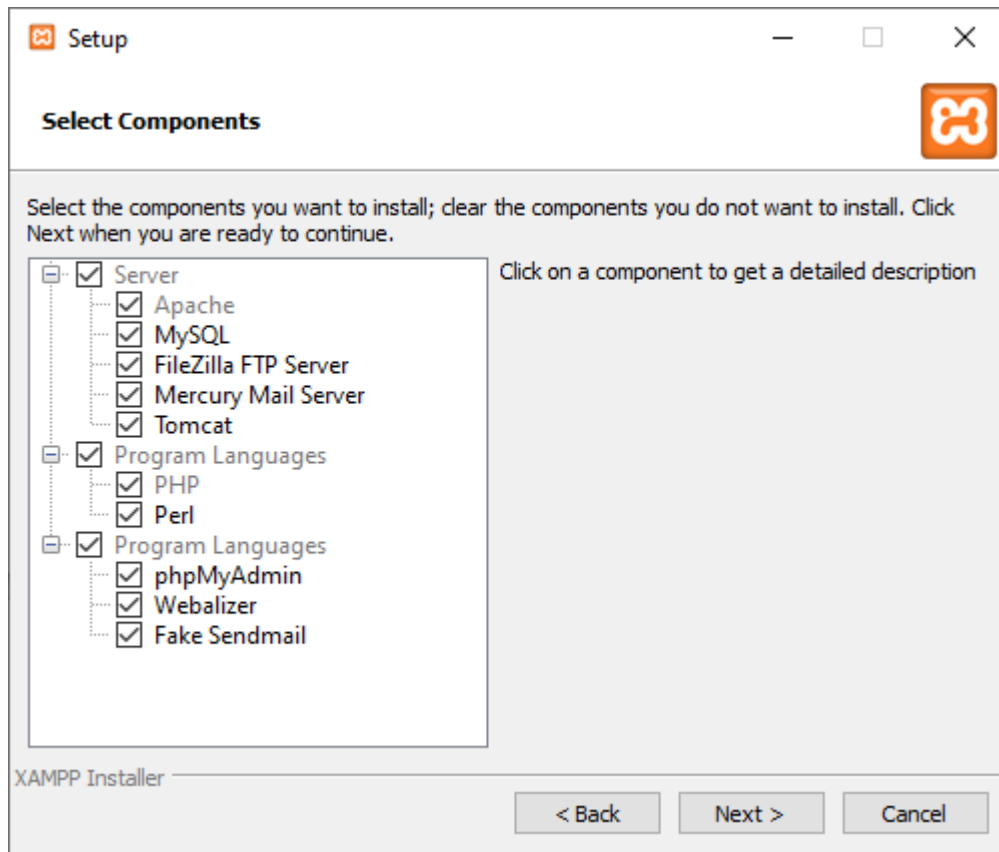 Setup
Select Components
Select the components you want to install; clear the components you do not want to install. Click
Next when you are ready to continue.
Server
Apache
MySQL
FileZilla FTP Server
Mercury Mail Server
Tomcat
Program Languages
PHP
Perl
Program Languages
phpMyAdmin
Webalizer
Fake Sendmail
Click on a component to get a detailed description
XAMPP Installer
< Back
Next >
Cancel